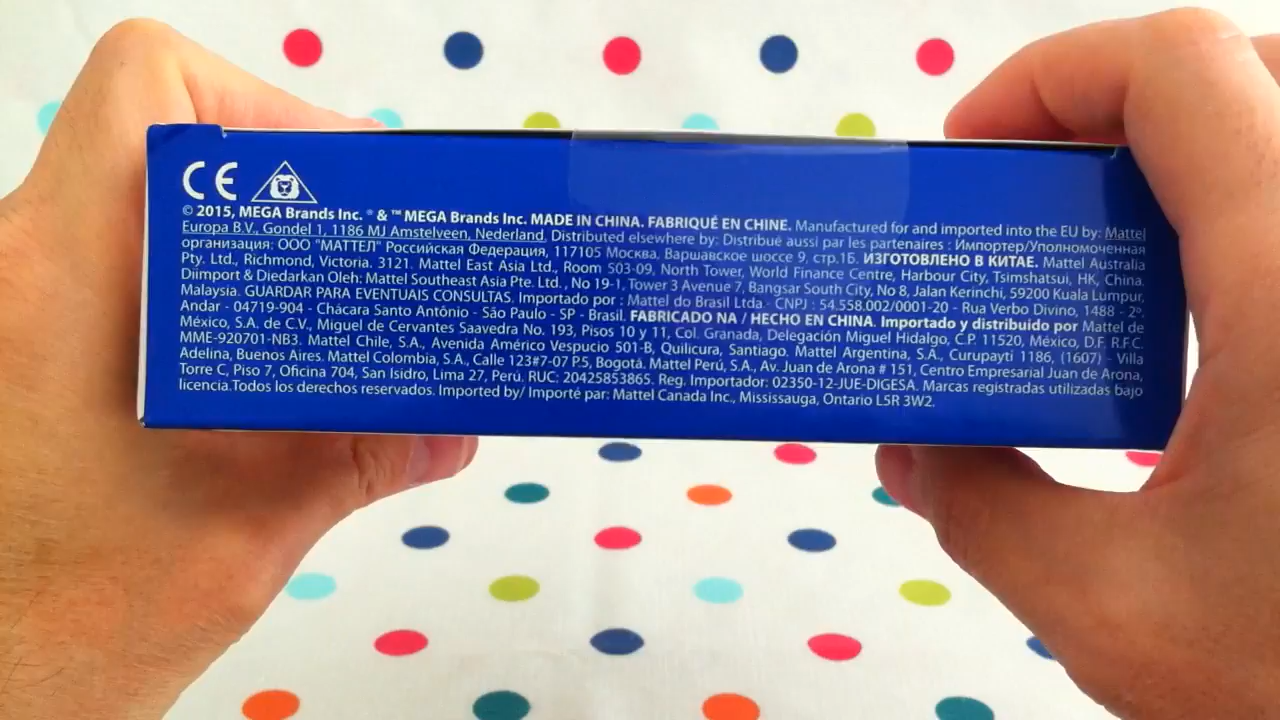 CE
© 2015, MEGA Brands Inc. ® & ™ MEGA Brands Inc. MADE IN CHINA. FABRIQUÉ EN CHINE. Manufactured for and imported into the EU by: Mattel
Europa B.V., Gondel 1, 1186 MJ Amstelveen, Nederland. Distributed elsewhere by: Distribué aussi par les partenaires : Импортер/Уполномоченная
организация: ООО "МАТТЕЛ" Российская Федерация, 117105 Москва, Варшавское шоссе 9, стр.1Б. ИЗГОТОВЛЕНО В КИТАЕ. Mattel Australia
Pty. Ltd., Richmond, Victoria. 3121. Mattel East Asia Ltd., Room 503-09, North Tower, World Finance Centre, Harbour City, Tsimshatsui, HK, China.
Diimport & Diedarkan Oleh: Mattel Southeast Asia Pte. Ltd., No 19-1, Tower 3 Avenue 7, Bangsar South City, No 8, Jalan Kerinchi, 59200 Kuala Lumpur,
Malaysia. GUARDAR PARA EVENTUAIS CONSULTAS. Importado por : Mattel do Brasil Ltda.- CNPJ : 54.558.002/0001-20 - Rua Verbo Divino, 1488 - 2º.
Andar - 04719-904 - Chácara Santo Antônio - São Paulo - SP - Brasil. FABRICADO NA / HECHO EN CHINA. Importado y distribuido por Mattel de
México, S.A. de C.V., Miguel de Cervantes Saavedra No. 193, Pisos 10 y 11, Col. Granada, Delegación Miguel Hidalgo, C.P. 11520, México, D.F. R.F.C.
MME-920701-NB3. Mattel Chile, S.A., Avenida Américo Vespucio 501-B, Quilicura, Santiago. Mattel Argentina, S.A., Curupayti 1186, (1607) - Villa
Adelina, Buenos Aires. Mattel Colombia, S.A., Calle 123#7-07 P.5, Bogotá. Mattel Perú, S.A., Av. Juan de Arona # 151, Centro Empresarial Juan de Arona,
Torre C, Piso 7, Oficina 704, San Isidro, Lima 27, Perú. RUC: 20425853865. Reg. Importador: 02350-12-JUE-DIGESA. Marcas registradas utilizadas bajo
licencia.Todos los derechos reservados. Imported by/ Importé par: Mattel Canada Inc., Mississauga, Ontario L5R 3W2.